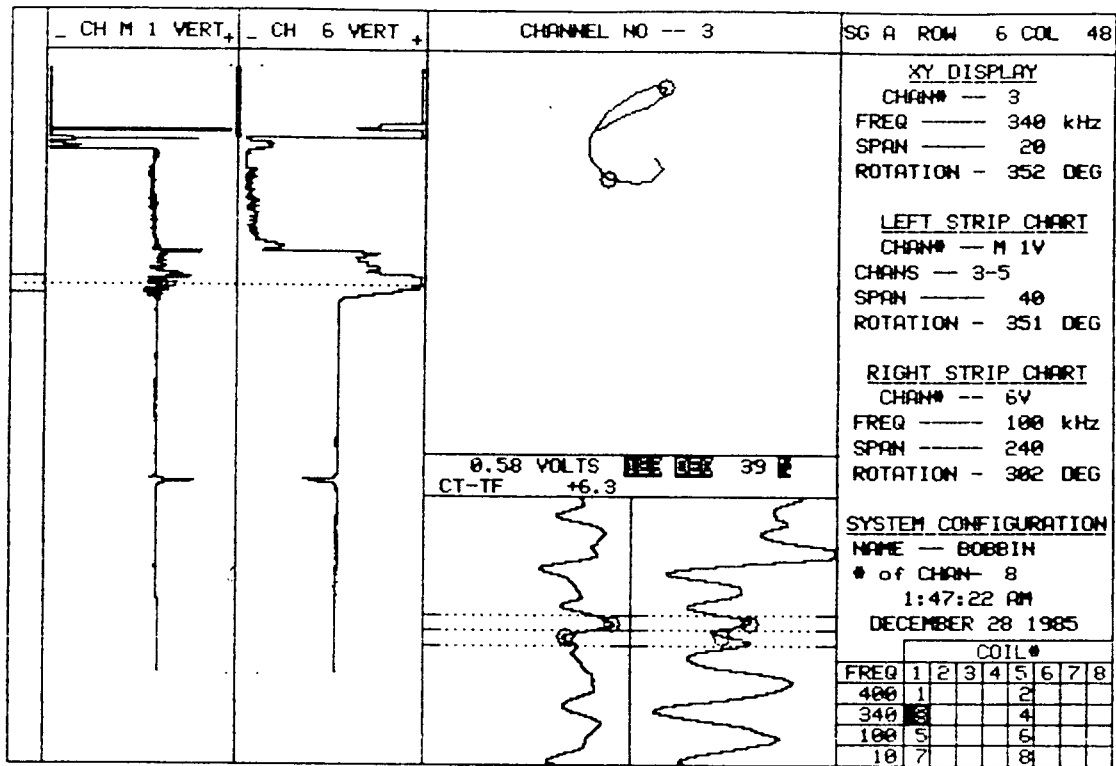 _ CH M 1 VERT + _ CH 6 VERT +
CHANNEL NO -- 3
SG A ROW 6 COL 48
XY DISPLAY
CHAN# -- 3
FREQ ---- 340 kHz
SPAN ---- 20
ROTATION - 352 DEG
LEFT STRIP CHART
CHAN# -- M 1V
CHANS -- 3-5
SPAN ---- 40
ROTATION - 351 DEG
RIGHT STRIP CHART
CHAN# -- 6V
FREQ ---- 100 kHz
SPAN ---- 240
ROTATION - 302 DEG
0.58 VOLTS 39
CT-TF +6.3
SYSTEM CONFIGURATION
NAME -- BOBBIN
# of CHAN- 8
1:47:22 AM
DECEMBER 28 1985
COIL#
FREQ 1 2 3 4 5 6 7 8
400 1 2
340 4
100 5 6
10 7 8